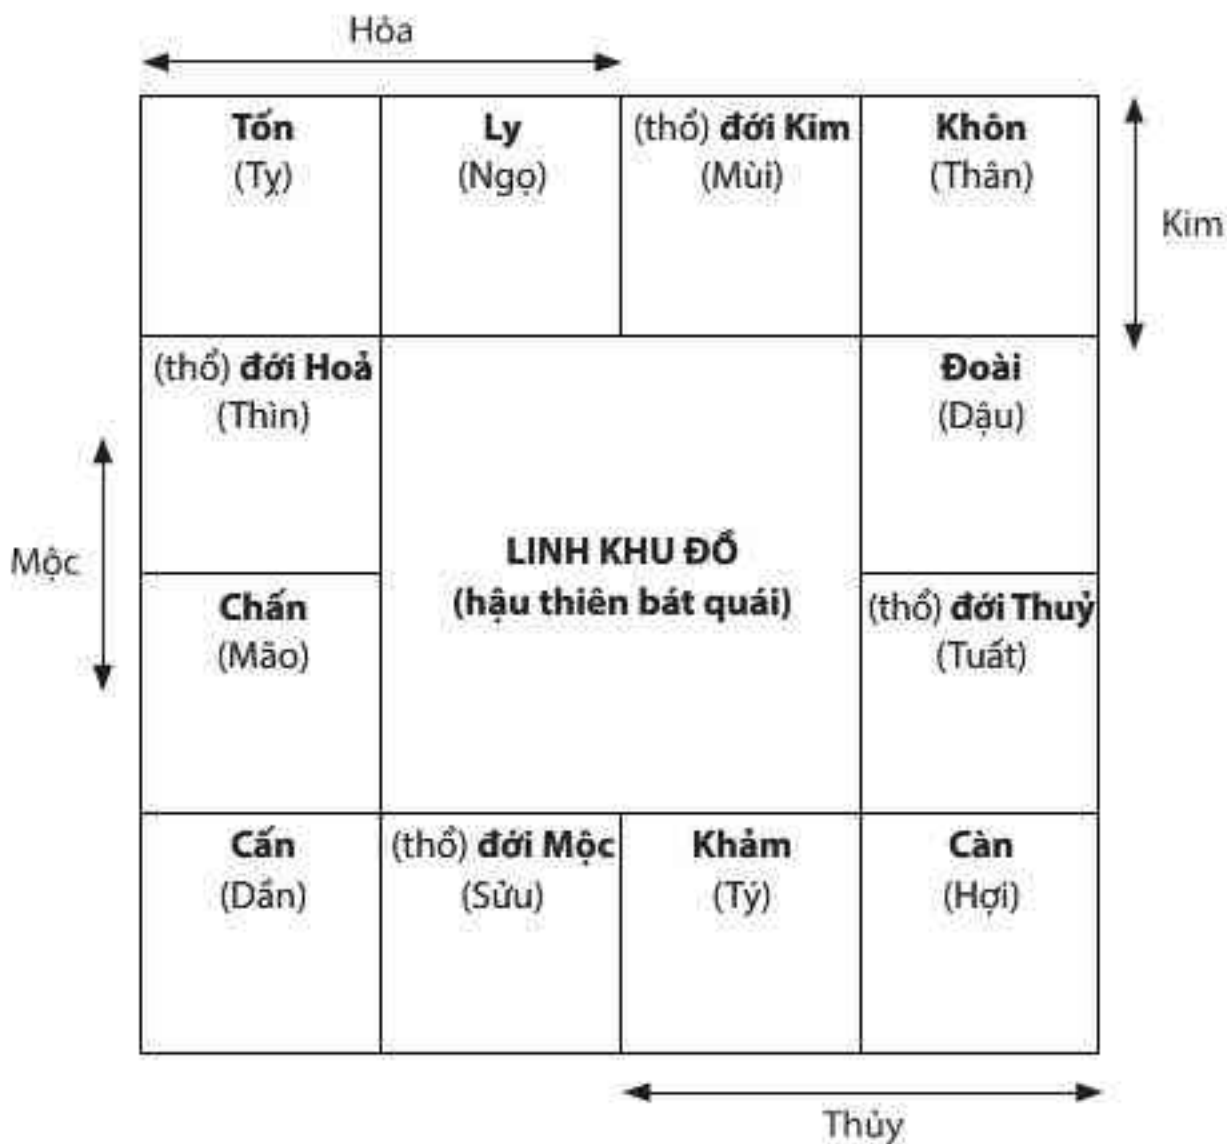 Hỏa
Tốn
(Tỵ)
Ly
(Ngọ)
(thổ) đới Kim
(Mùi)
Khôn
(Thân)
Kim
(thổ) đới Hoả
(Thìn)
Đoài
(Dậu)
Mộc
LINH KHU ĐỒ
(hậu thiên bát quái)
Chấn
(Mão)
(thổ) đới Thuỷ
(Tuất)
Cấn
(Dần)
(thổ) đới Mộc
(Sửu)
Khảm
(Tý)
Càn
(Hợi)
Thủy